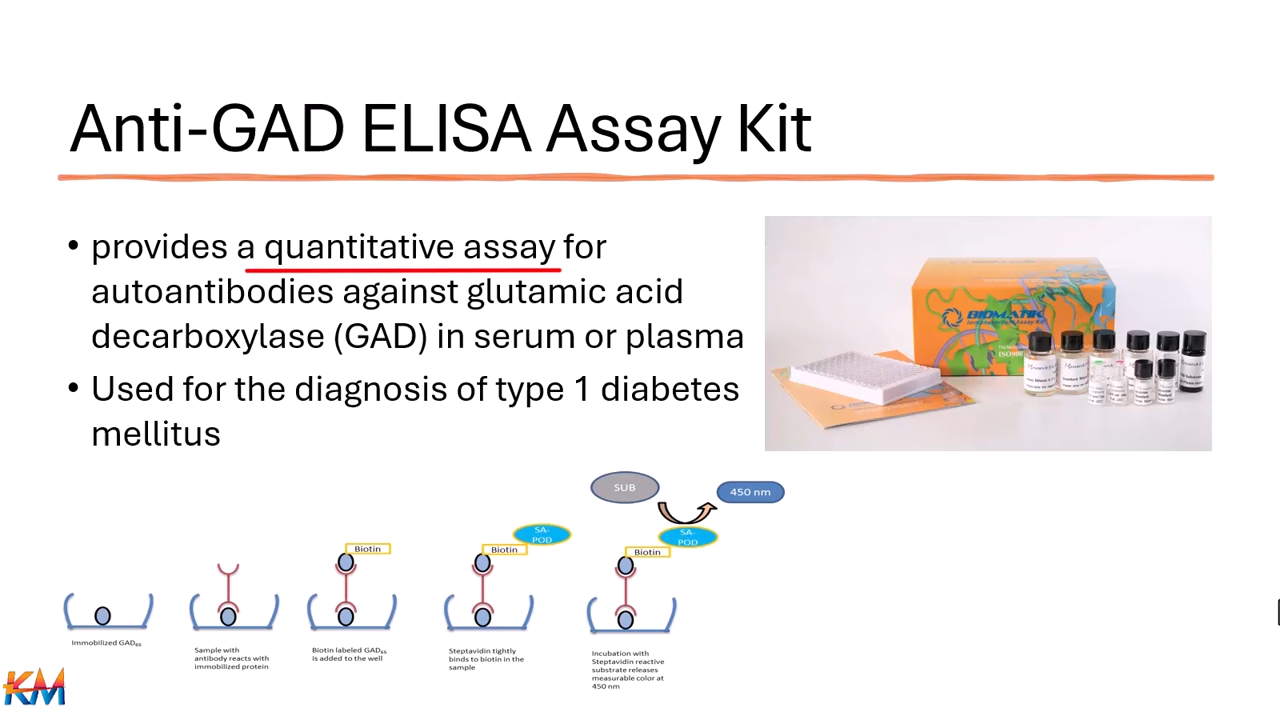 Anti-GAD ELISA Assay Kit
• provides a quantitative assay for
autoantibodies against glutamic acid
decarboxylase (GAD) in serum or plasma
• Used for the diagnosis of type 1 diabetes
mellitus
BIOMATIK
SUB
450 nm
SA-
POD
SA-
POD
Biotin
Biotin
Biotin
Immobilized GAD₆₅
Sample with
antibody reacts with
immobilized protein
Biotin labeled GAD₆₅
is added to the well
Steptavidin tightly
binds to biotin in the
sample
Incubation with
Steptavidin reactive
substrate releases
measurable color at
450 nm
KM